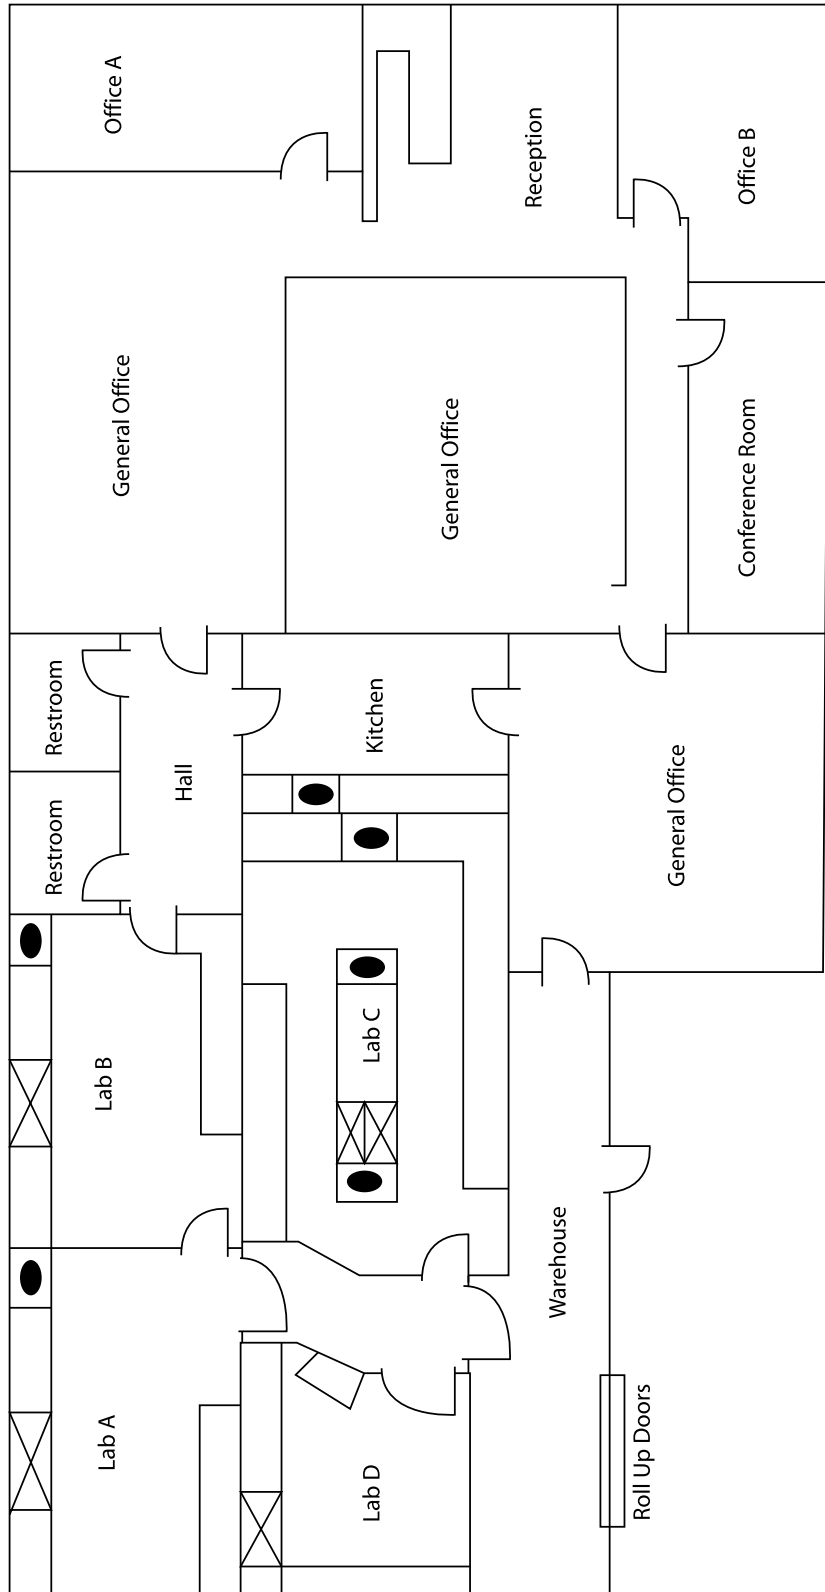 Office A
Reception
Office B
General Office
General Office
Conference Room
Restroom
Kitchen
Hall
Restroom
General Office
Lab B
Lab C
Warehouse
Lab A
Lab D
Roll Up Doors